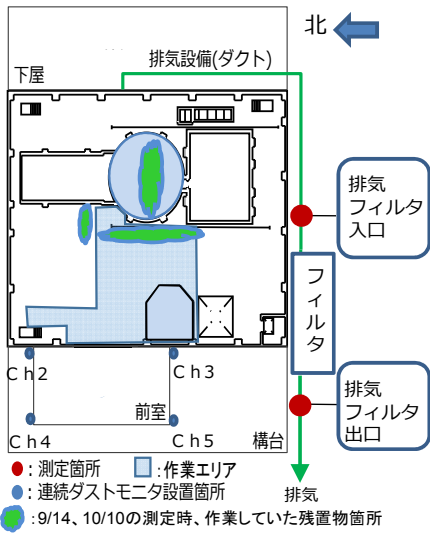 北
排気設備(ダクト)
下屋
排気
フィルタ
入口
フィルタ
Ch2
Ch3
排気
フィルタ
出口
前室
Ch4
Ch5
構台
●:測定箇所 :作業エリア
●:連続ダストモニタ設置箇所
排気
:9/14、10/10の測定時、作業していた残置物箇所